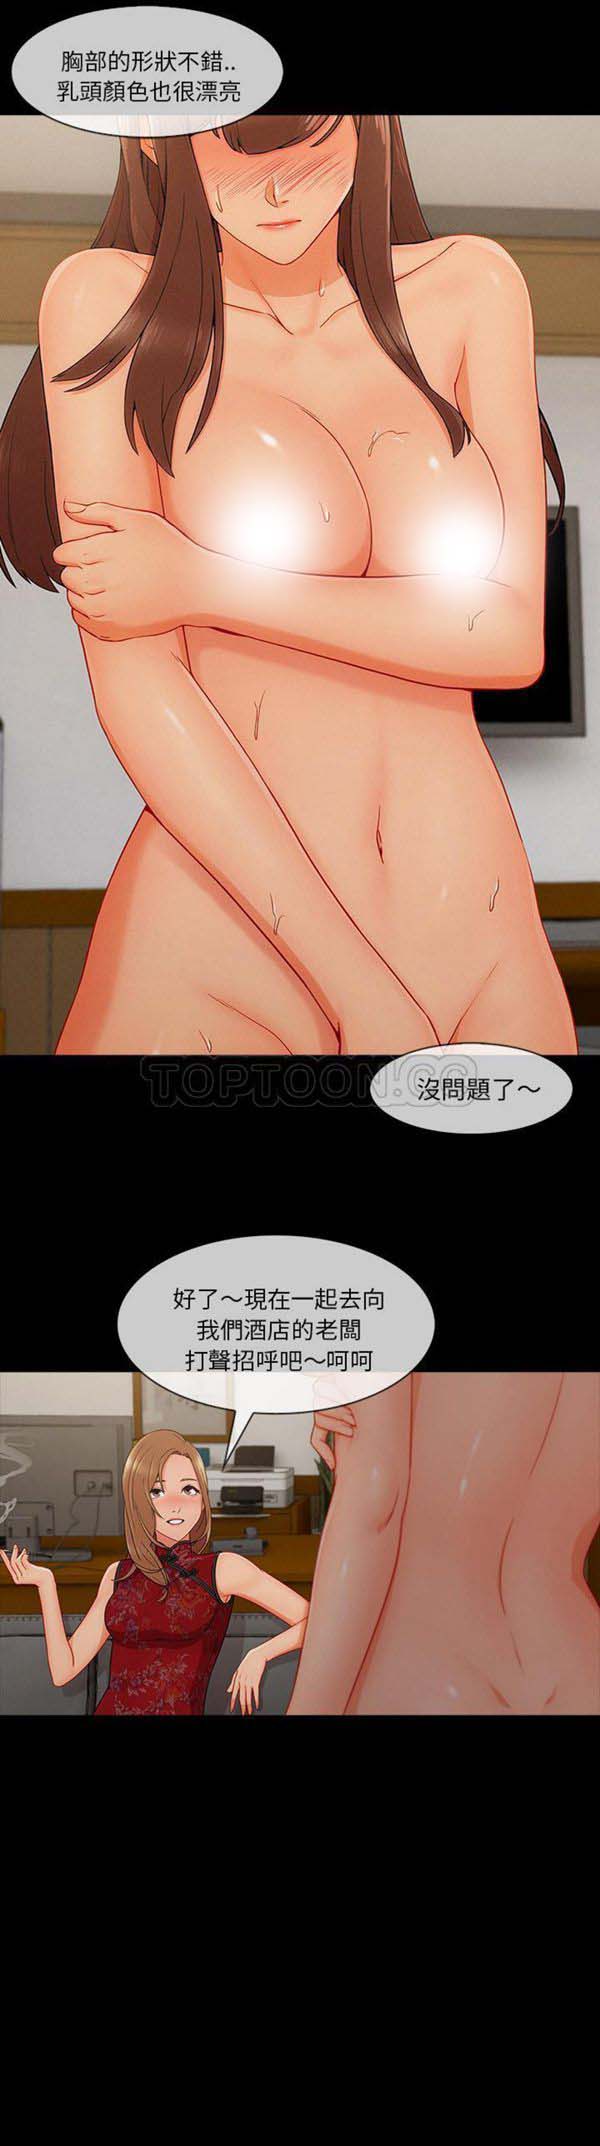 胸部的形狀不錯..
乳頭顏色也很漂亮
TOPTOON.CC
沒問題了～
好了～現在一起去向
我們酒店的老闆
打聲招呼吧～呵呵
TOPTOON.CC